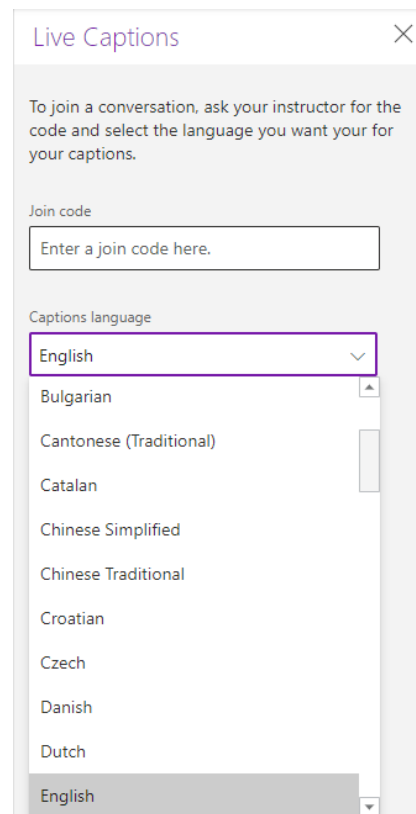 Live Captions
To join a conversation, ask your instructor for the
code and select the language you want your for
your captions.
Join code
Enter a join code here.
Captions language
English
Bulgarian
Cantonese (Traditional)
Catalan
Chinese Simplified
Chinese Traditional
Croatian
Czech
Danish
Dutch
English